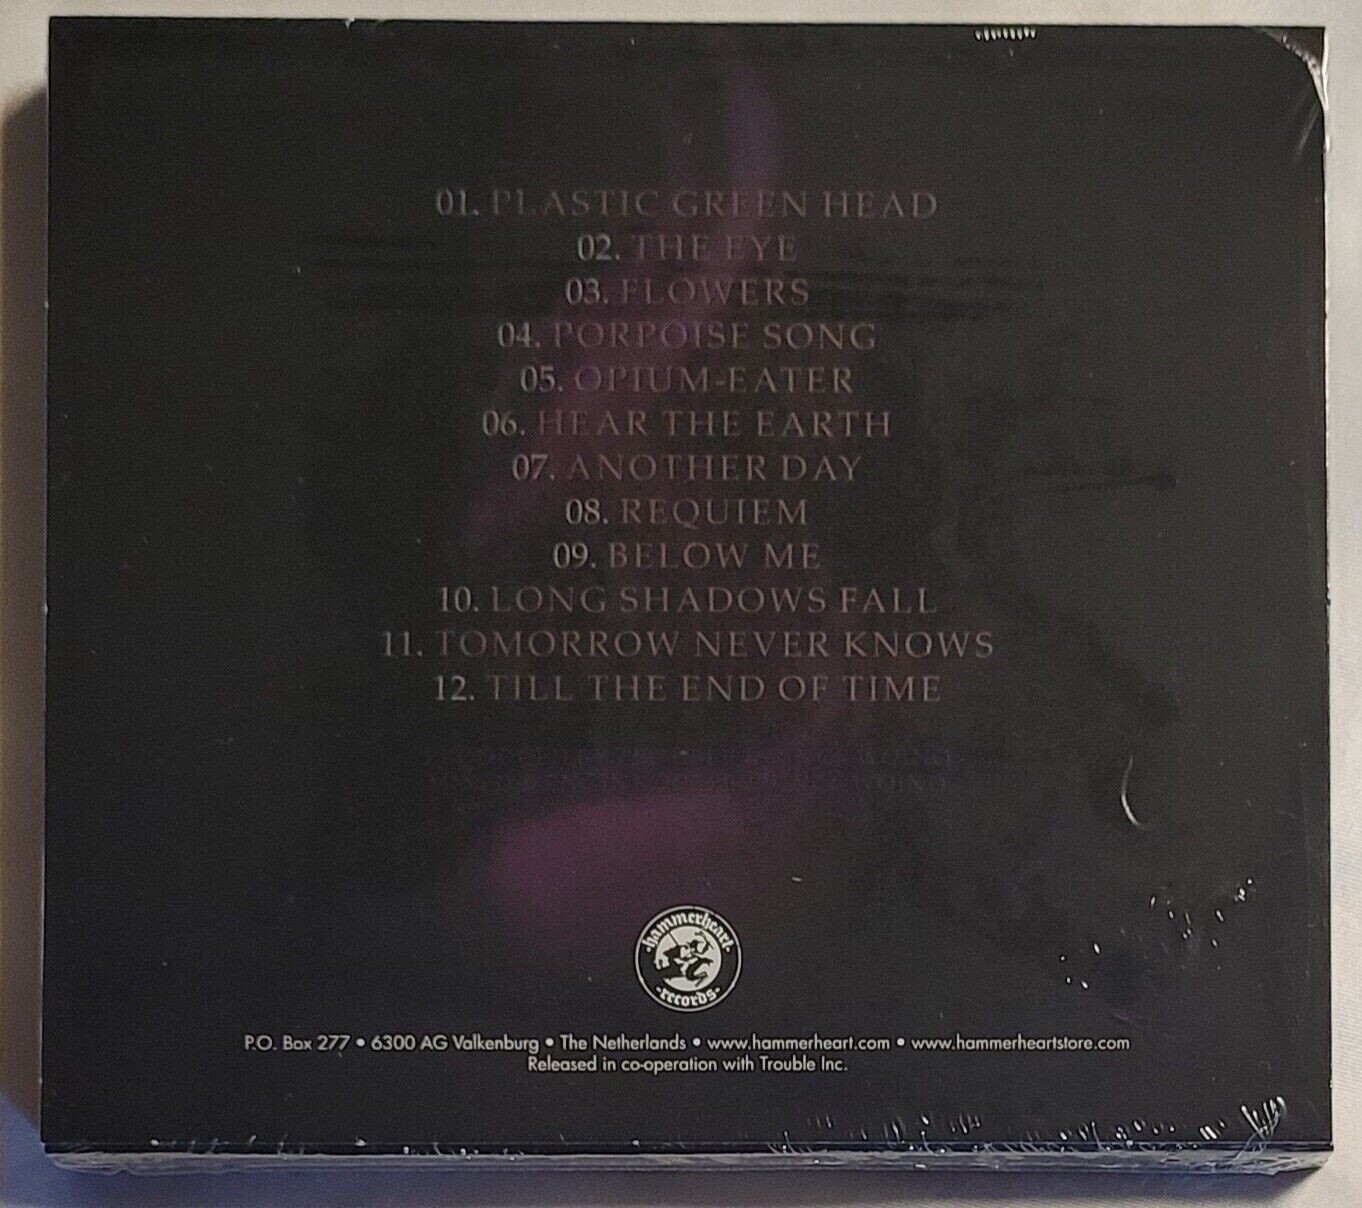 01. PLASTIC GREEN HEAD
02. THE EYE
03. FLOWERS
04. PORPOISE SONG
05. OPIUM-EATER
06. HEAR THE EARTH
07. ANOTHER DAY
08. REQUIEM
09. BELOW ME
10. LONG SHADOWS FALL
11. TOMORROW NEVER KNOWS
12. TILL THE END OF TIME
hammerheart
records
P.O. Box 277 • 6300 AG Valkenburg • The Netherlands • www.hammerheart.com • www.hammerheartstore.com
Released in co-operation with Trouble Inc.